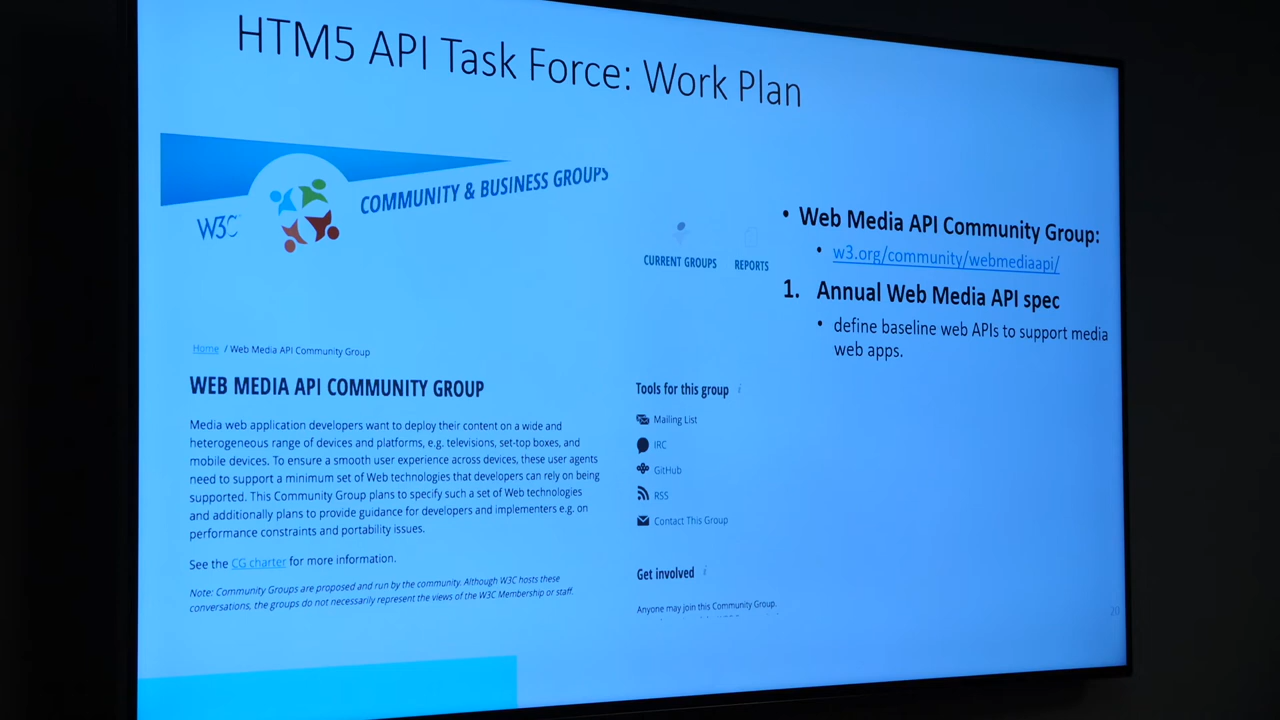 HTM5 API Task Force: Work Plan
W3C
COMMUNITY & BUSINESS GROUPS
CURRENT GROUPS
REPORTS
Home / Web Media API Community Group
WEB MEDIA API COMMUNITY GROUP
Media web application developers want to deploy their content on a wide and
heterogeneous range of devices and platforms, e.g. televisions, set-top boxes, and
mobile devices. To ensure a smooth user experience across devices, these user agents
need to support a minimum set of Web technologies that developers can rely on being
supported. This Community Group plans to specify such a set of Web technologies
and additionally plans to provide guidance for developers and implementers e.g. on
performance constraints and portability issues.
See the CG charter for more information.
Note: Community Groups are proposed and run by the community. Although W3C hosts these
conversations, the groups do not necessarily represent the views of the W3C Membership or staff.
Tools for this group i
Mailing List
IRC
GitHub
RSS
Contact This Group
Get involved i
Anyone may join this Community Group.
• Web Media API Community Group:
• w3.org/community/webmediaapi/
1. Annual Web Media API spec
• define baseline web APIs to support media
web apps.
20